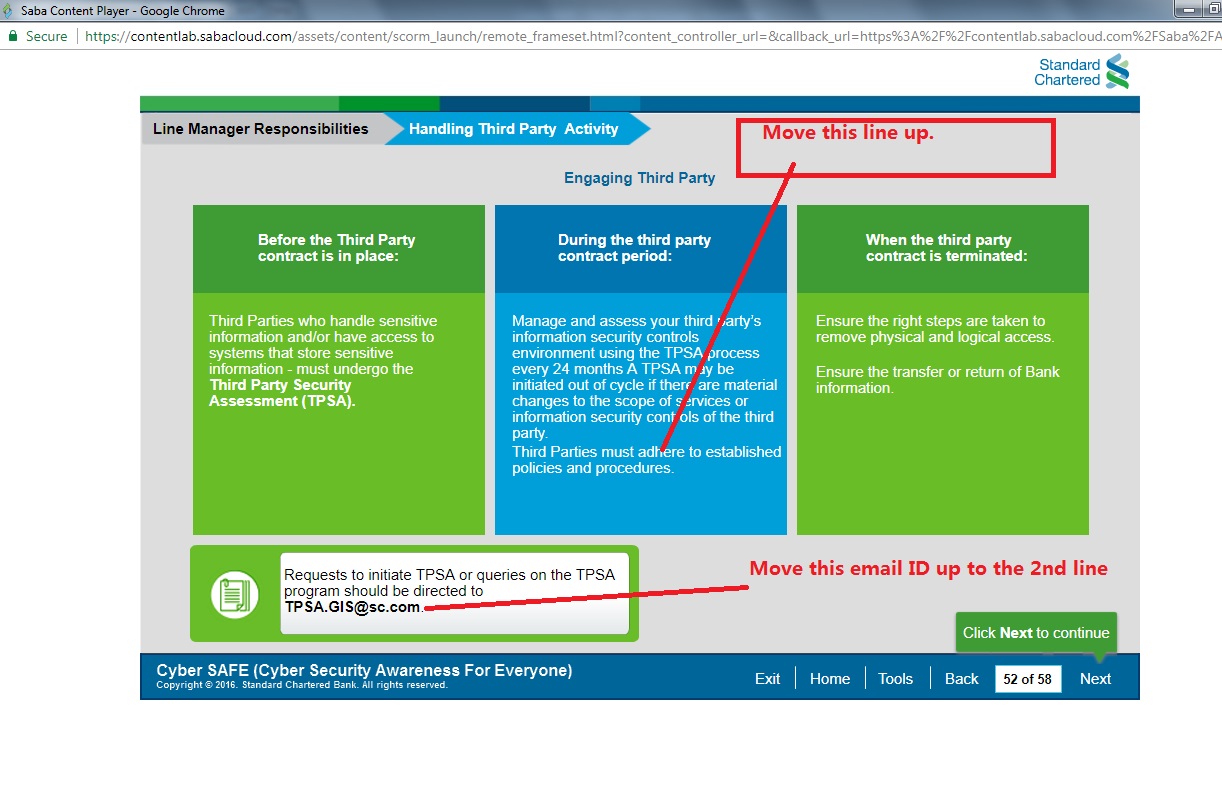 Saba Content Player - Google Chrome
Secure | https://contentlab.sabacloud.com/assets/content/scorm_launch/remote_frameset.html?content_controller_url=&callback_url=https%3A%2F%2Fcontentlab.sabacloud.com%2FSaba%2FA
Standard
Chartered
Line Manager Responsibilities
Handling Third Party Activity
Move this line up.
Engaging Third Party
Before the Third Party
contract is in place:
Third Parties who handle sensitive
information and/or have access to
systems that store sensitive
information - must undergo the
Third Party Security
Assessment (TPSA).
During the third party
contract period:
Manage and assess your third party’s
information security controls
environment using the TPSA process
every 24 months A TPSA may be
initiated out of cycle if there are material
changes to the scope of services or
information security controls of the third
party.
Third Parties must adhere to established
policies and procedures.
When the third party
contract is terminated:
Ensure the right steps are taken to
remove physical and logical access.
Ensure the transfer or return of Bank
information.
Requests to initiate TPSA or queries on the TPSA
program should be directed to
TPSA.GIS@sc.com.
Move this email ID up to the 2nd line
Click Next to continue
Cyber SAFE (Cyber Security Awareness For Everyone)
Copyright © 2016. Standard Chartered Bank. All rights reserved.
Exit
Home
Tools
Back
52 of 58
Next